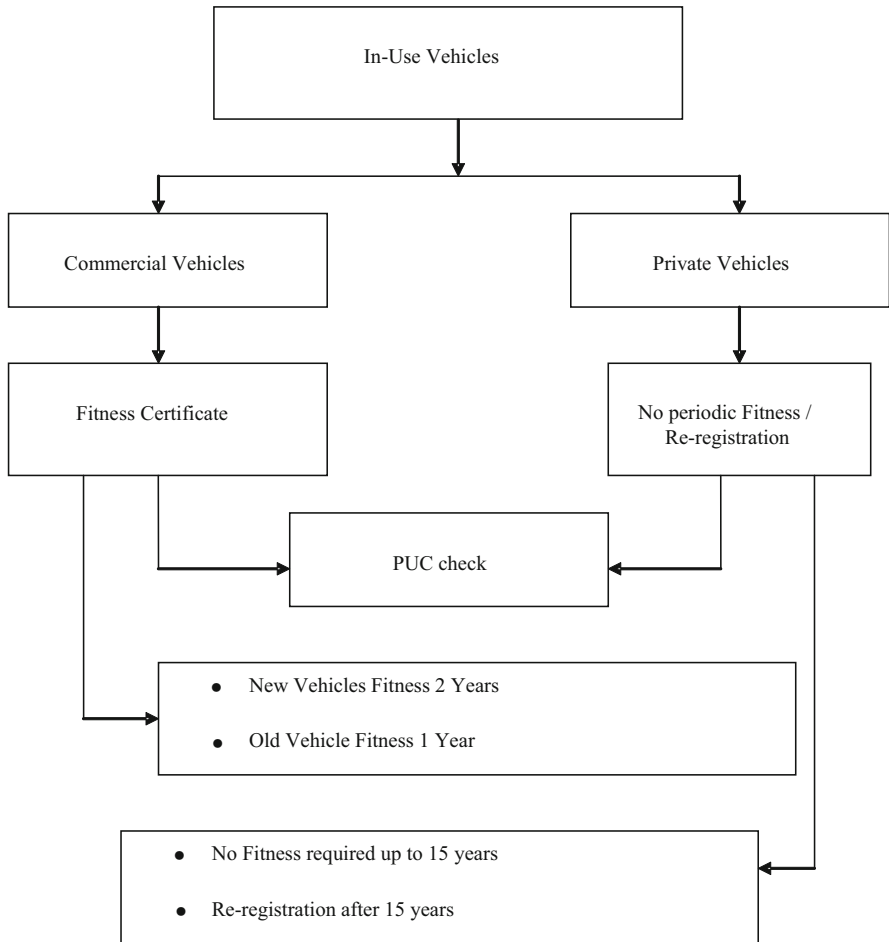 In-Use Vehicles
Commercial Vehicles
Private Vehicles
Fitness Certificate
No periodic Fitness /
Re-registration
PUC check
● New Vehicles Fitness 2 Years
● Old Vehicle Fitness 1 Year
● No Fitness required up to 15 years
● Re-registration after 15 years